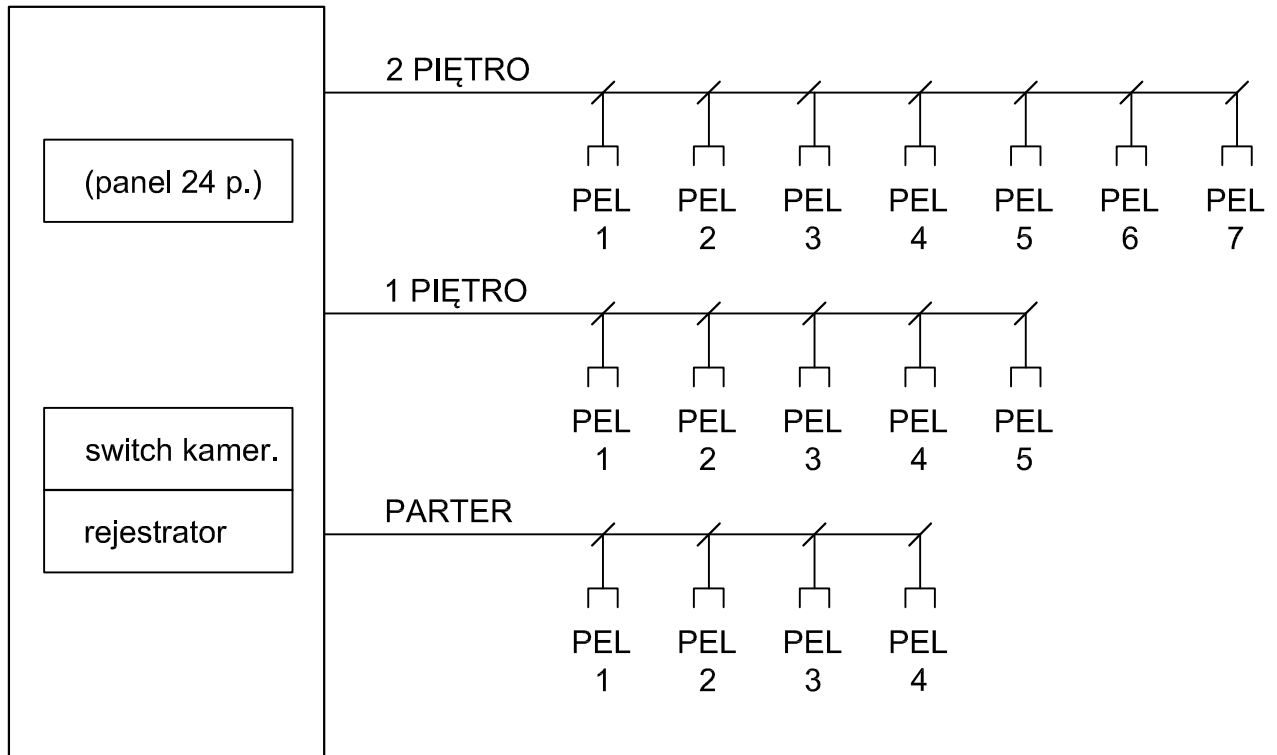 2 PIĘTRO
(panel 24 p.)
PEL PEL PEL PEL PEL PEL PEL
1 2 3 4 5 6 7
1 PIĘTRO
switch kamer.
PEL PEL PEL PEL PEL
1 2 3 4 5
rejestrator
PARTER
PEL PEL PEL PEL
1 2 3 4